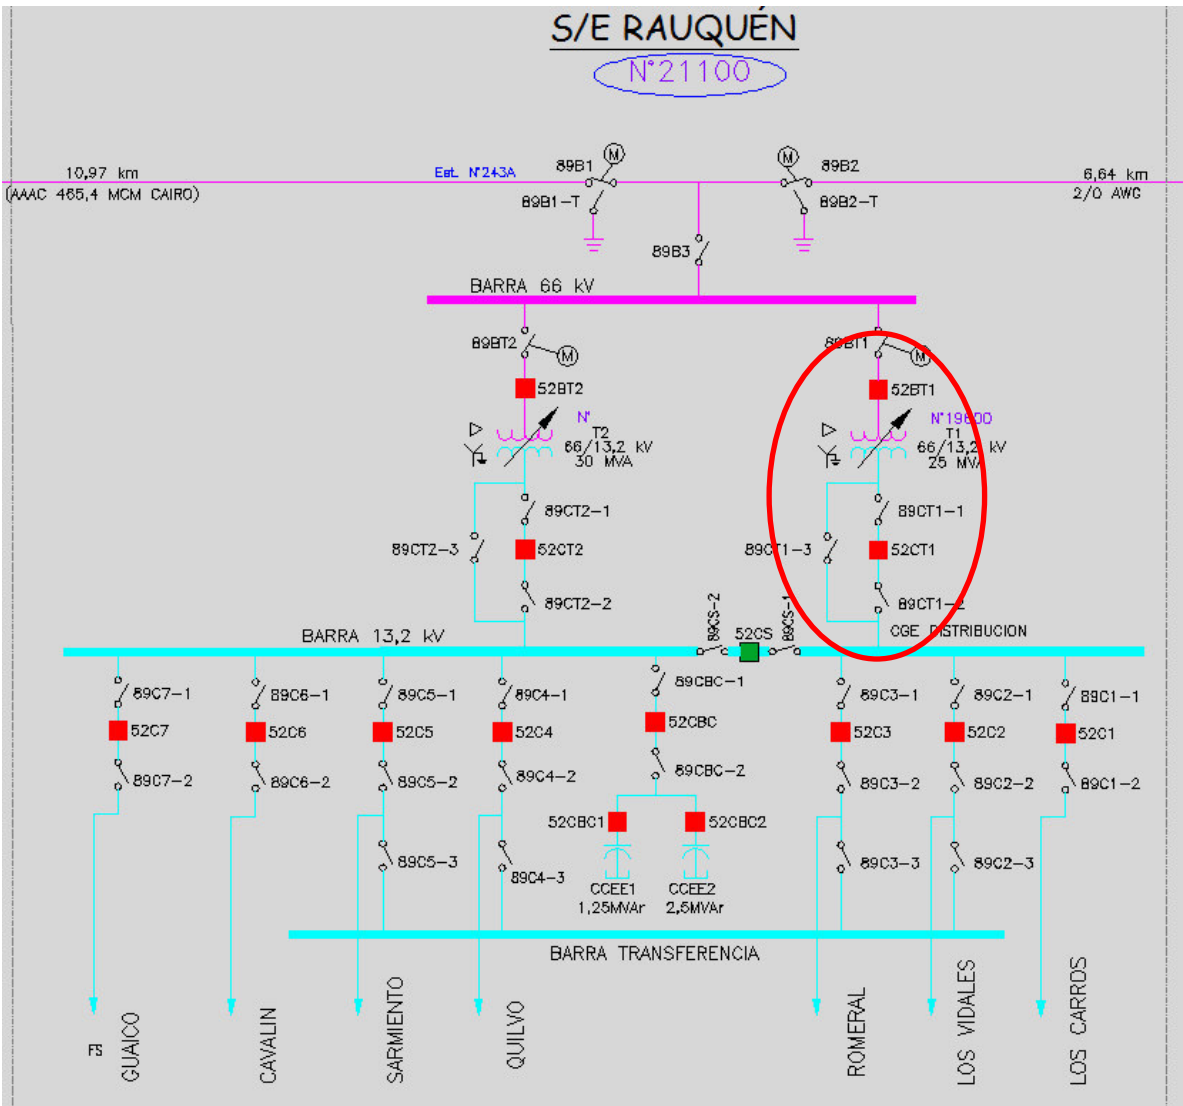 S/E RAUQUÉN
N°21100
10,97 km
(AAAC 465,4 MCM CAIRO)
Est. N°243A
89B1
M
89B1-T
M
89B2
89B2-T
6,64 km
2/0 AWG
89B3
BARRA 66 kV
89BT2
M
52BT2
N°
T2
66/13,2 kV
30 MVA
89CT2-1
89CT2-3
52CT2
89CT2-2
89BT1
M
52BT1
N°19600
T1
66/13,2 kV
25 MVA
89CT1-1
89CT1-3
52CT1
89CT1-2
BARRA 13,2 kV
89CS-2
52CS
89CS-1
CGE DISTRIBUCION
89C7-1
52C7
89C7-2
89C6-1
52C6
89C6-2
89C5-1
52C5
89C5-2
89C5-3
89C4-1
52C4
89C4-2
89C4-3
89CBC-1
52CBC
89CBC-2
52CBC1
52CBC2
CCEE1
1,25MVAr
CCEE2
2,5MVAr
89C3-1
52C3
89C3-2
89C3-3
89C2-1
52C2
89C2-2
89C2-3
89C1-1
52C1
89C1-2
BARRA TRANSFERENCIA
FS
GUAICO
CAVALIN
SARMIENTO
QUILVO
ROMERAL
LOS VIDALES
LOS CARROS